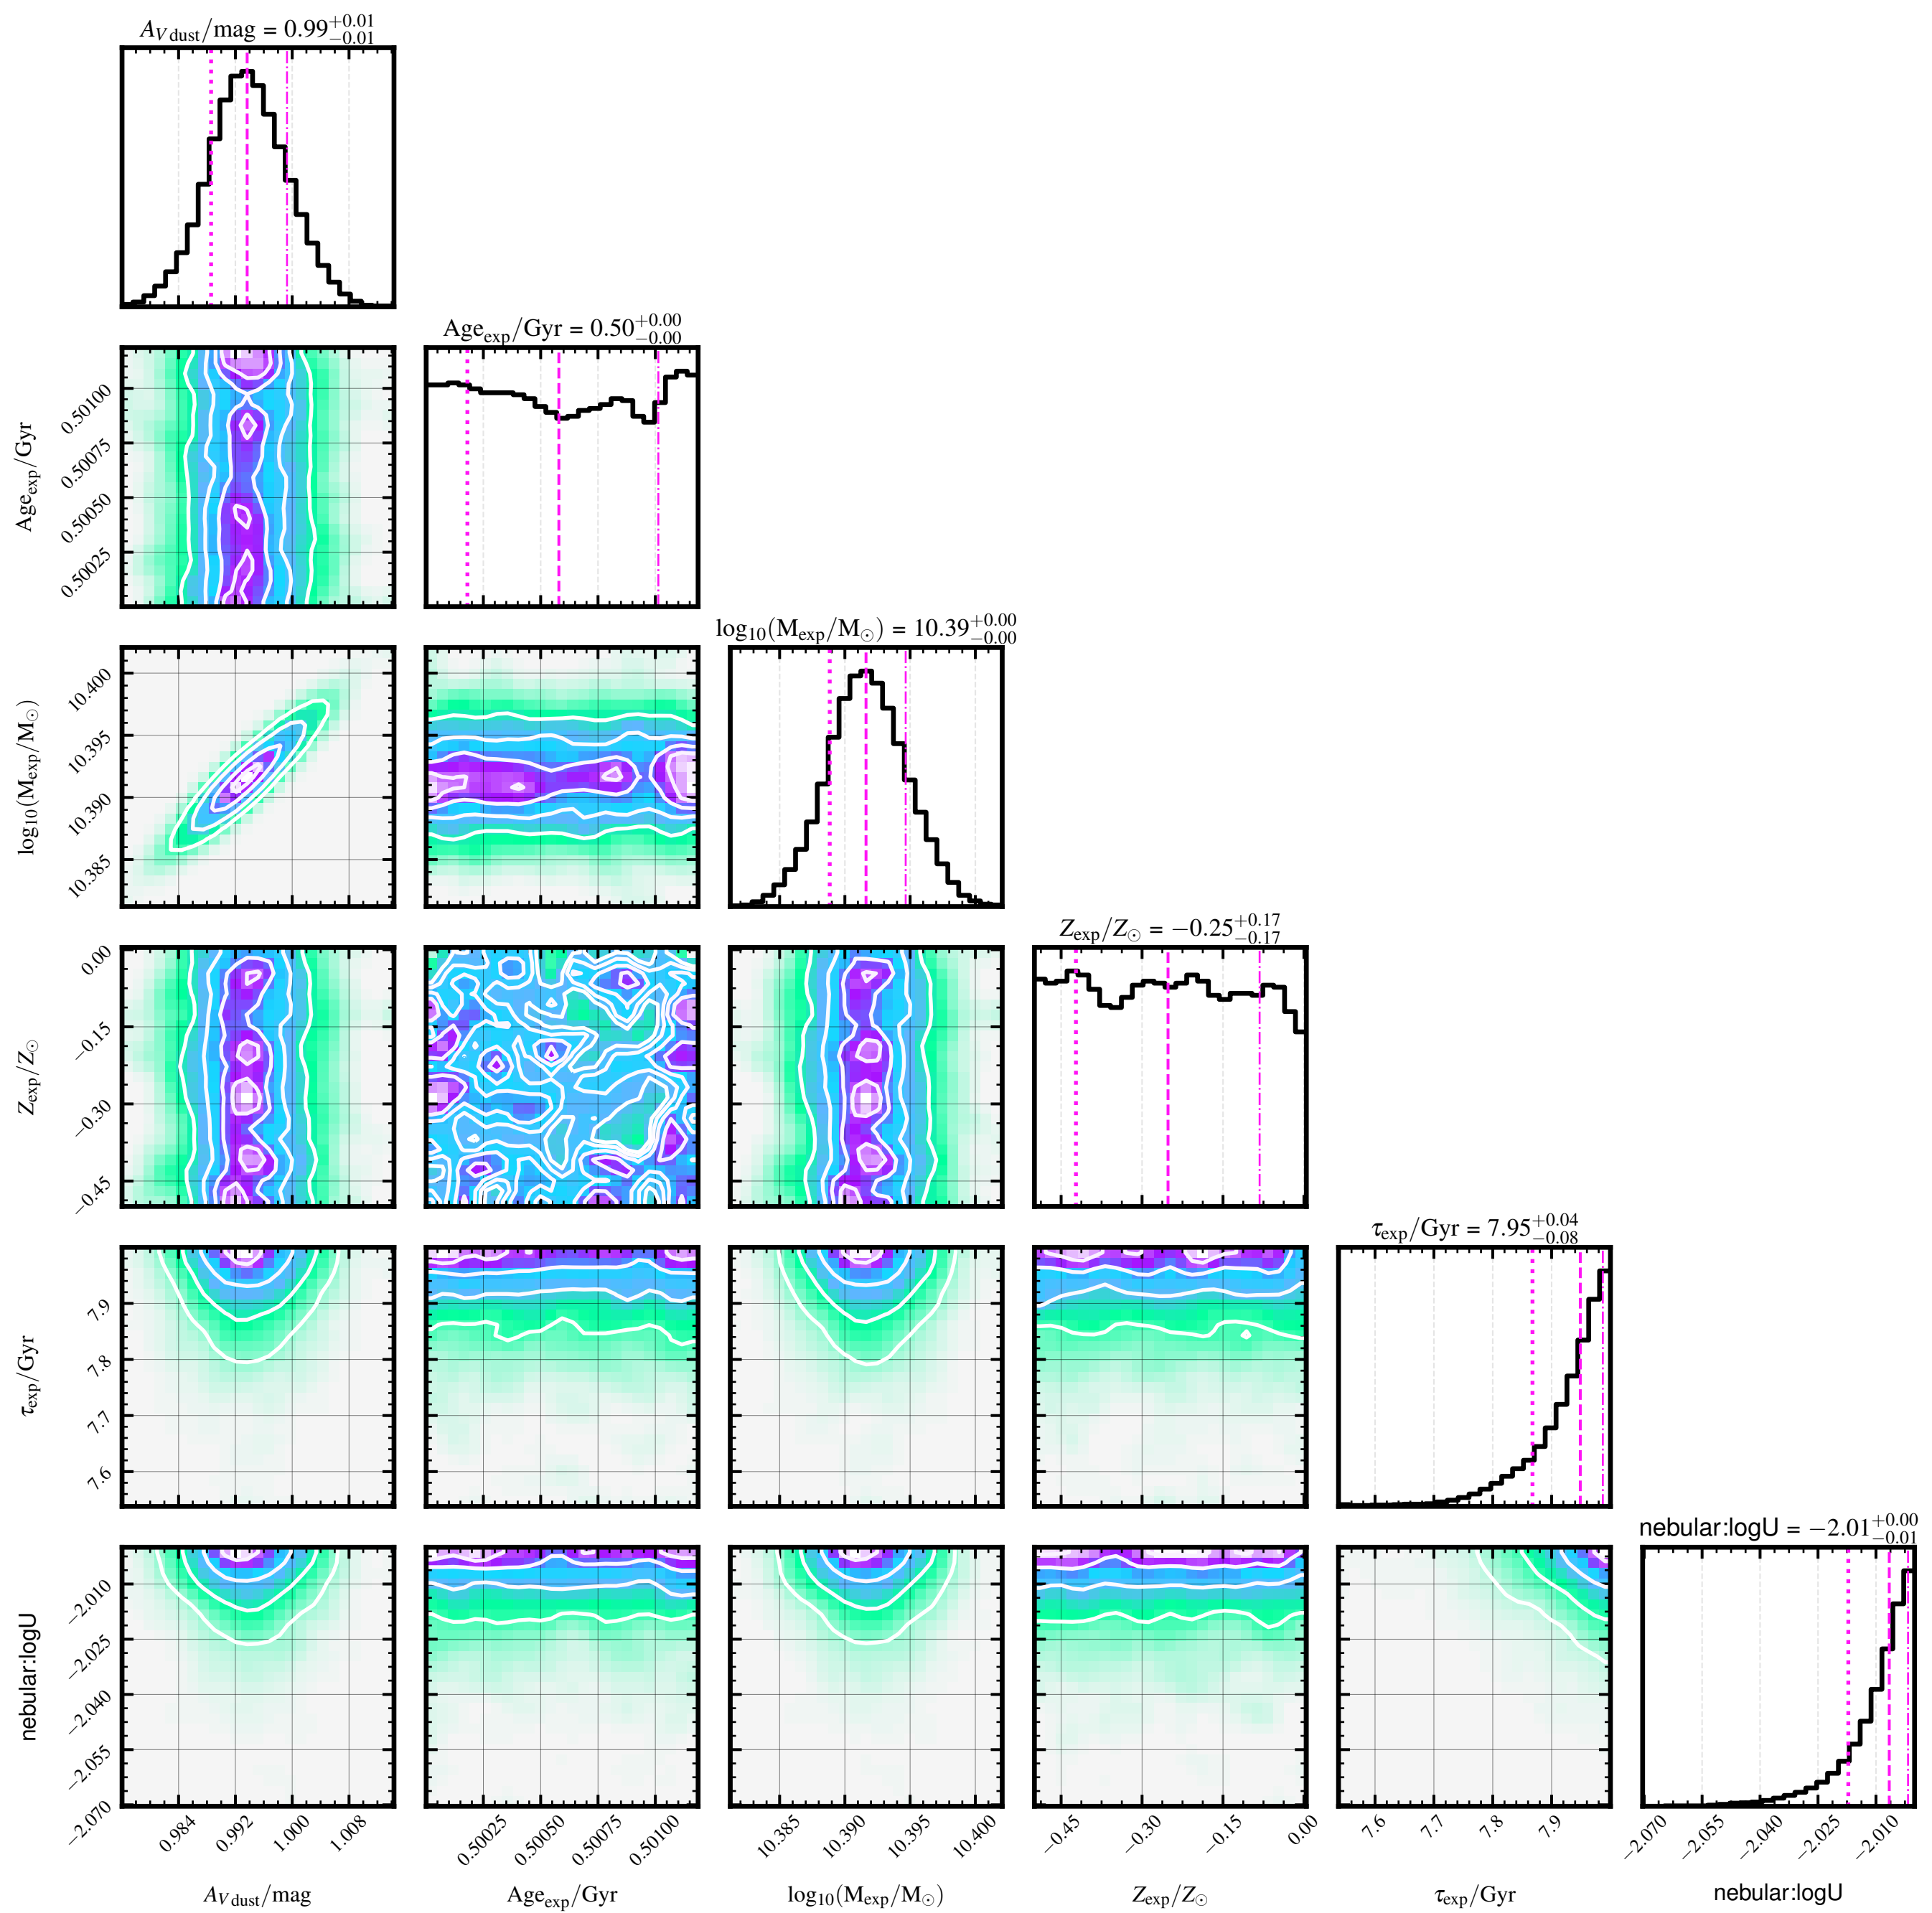 A_V dust/mag = 0.99^{+0.01}_{−0.01}
Age_exp/Gyr = 0.50^{+0.00}_{−0.00}
Age_exp/Gyr
0.50100
0.50075
0.50050
0.50025
log_10(M_exp/M_⊙) = 10.39^{+0.00}_{−0.00}
log_10(M_exp/M_⊙)
10.400
10.395
10.390
10.385
Z_exp/Z_⊙ = −0.25^{+0.17}_{−0.17}
Z_exp/Z_⊙
0.00
−0.15
−0.30
−0.45
τ_exp/Gyr = 7.95^{+0.04}_{−0.08}
τ_exp/Gyr
7.9
7.8
7.7
7.6
nebular:logU = −2.01^{+0.00}_{−0.01}
nebular:logU
−2.010
−2.025
−2.040
−2.055
−2.070
0.984 0.992 1.000 1.008
0.50025 0.50050 0.50075 0.50100
10.385 10.390 10.395 10.400
−0.45 −0.30 −0.15 0.00
7.6 7.7 7.8 7.9
−2.070 −2.055 −2.040 −2.025 −2.010
A_V dust/mag
Age_exp/Gyr
log_10(M_exp/M_⊙)
Z_exp/Z_⊙
τ_exp/Gyr
nebular:logU